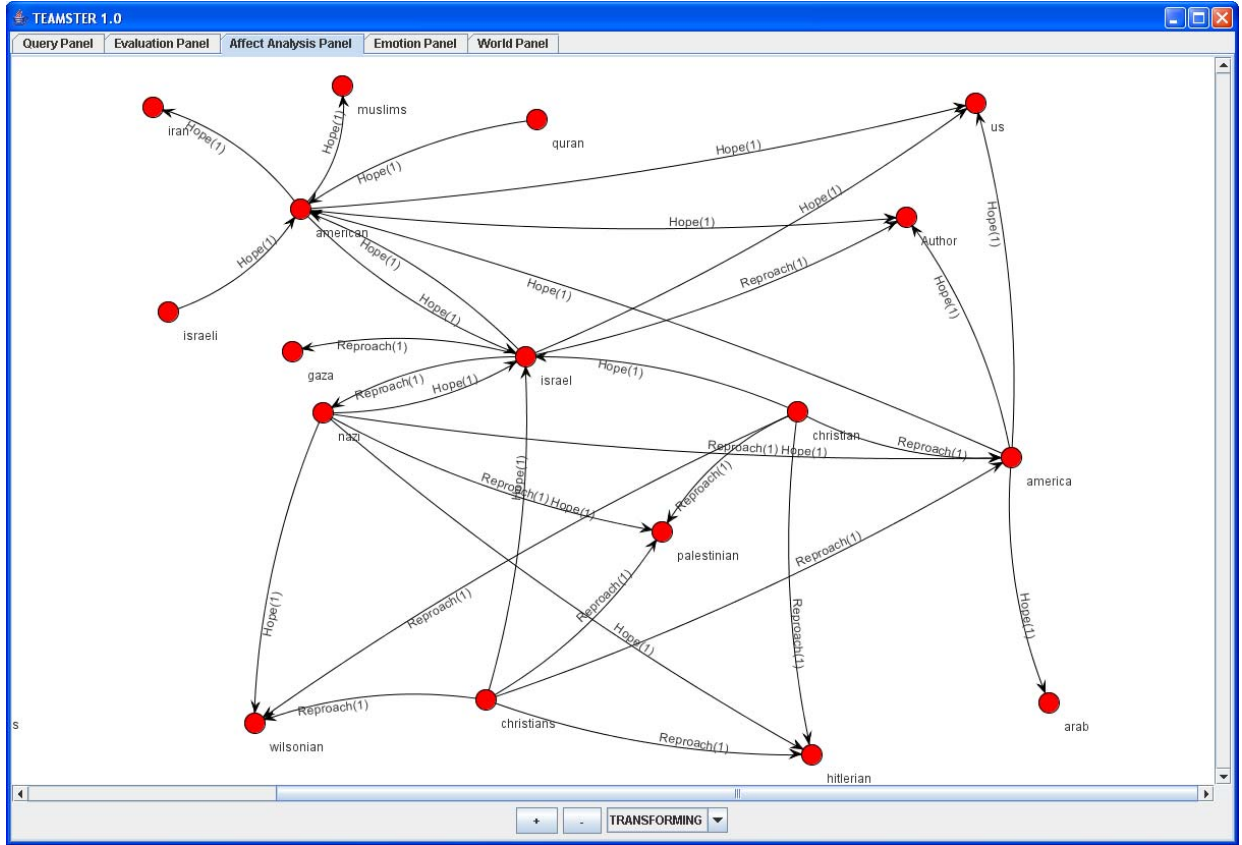 TEAMSTER 1.0
Query Panel Evaluation Panel Affect Analysis Panel Emotion Panel World Panel
muslims
iran
Hope(1)
Hope(1)
quran
us
Hope(1)
Hope(1)
Hope(1)
american
Hope(1)
Author
Hope(1)
Hope(1)
Hope(1)
Reproach(1)
Hope(1)
Hope(1)
Hope(1)
israeli
Hope(1)
Reproach(1)
gaza
israel
Hope(1)
Reproach(1)
Hope(1)
nazi
christian
Reproach(1) Hope(1)
Reproach(1)
america
Hope(1)
Reproach(1)
Reproach(1) Hope(1)
palestinian
Reproach(1)
Reproach(1)
Hope(1)
Reproach(1)
Hope(1)
Reproach(1)
Hope(1)
Reproach(1)
christians
s
wilsonian
arab
Reproach(1)
hitlerian
+ - TRANSFORMING